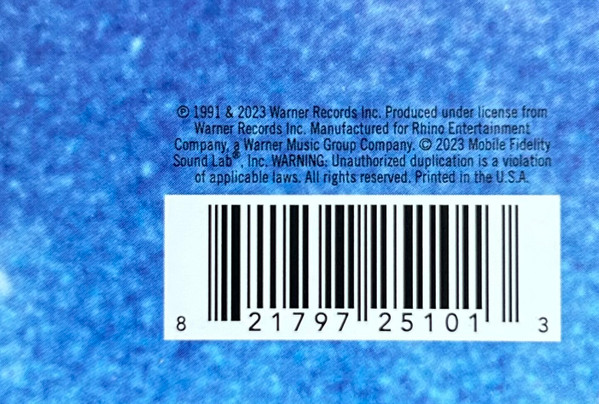 ℗ 1991 & 2023 Warner Records Inc. Produced under license from
Warner Records Inc. Manufactured for Rhino Entertainment
Company, a Warner Music Group Company. © 2023 Mobile Fidelity
Sound Lab®, Inc. WARNING: Unauthorized duplication is a violation
of applicable laws. All rights reserved. Printed in the U.S.A.
8 21797 25101 3